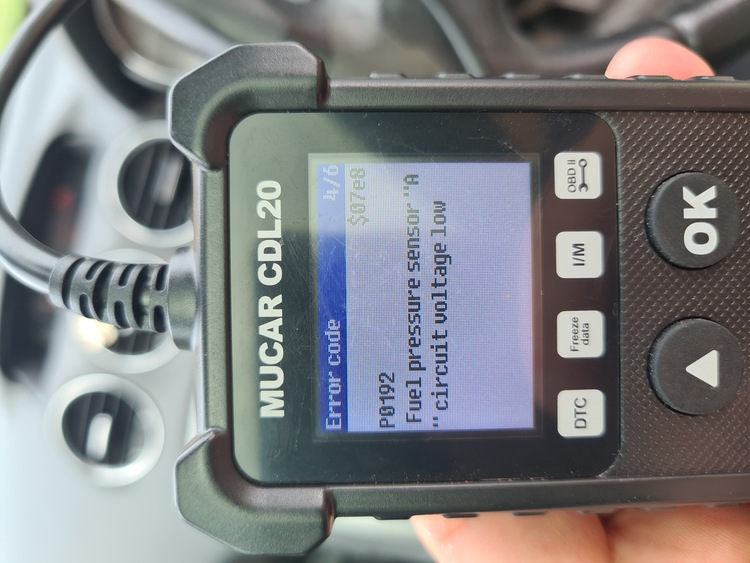 MUCAR CDL20
Error code 4/6
$07e8
P0192
Fuel pressure sensor "A
" circuit voltage low
DTC
Freeze
data
I/M
OBD II
OK